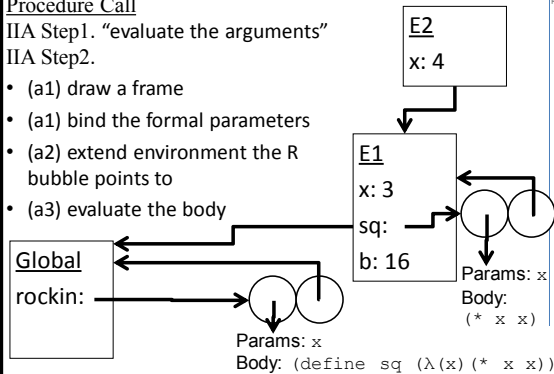 Procedure Call
IIA Step1. “evaluate the arguments”
IIA Step2.
• (a1) draw a frame
• (a1) bind the formal parameters
• (a2) extend environment the R
bubble points to
• (a3) evaluate the body
E2
x: 4
E1
x: 3
sq:
b: 16
Params: x
Body:
(* x x)
Global
rockin:
Params: x
Body: (define sq (λ(x)(* x x))